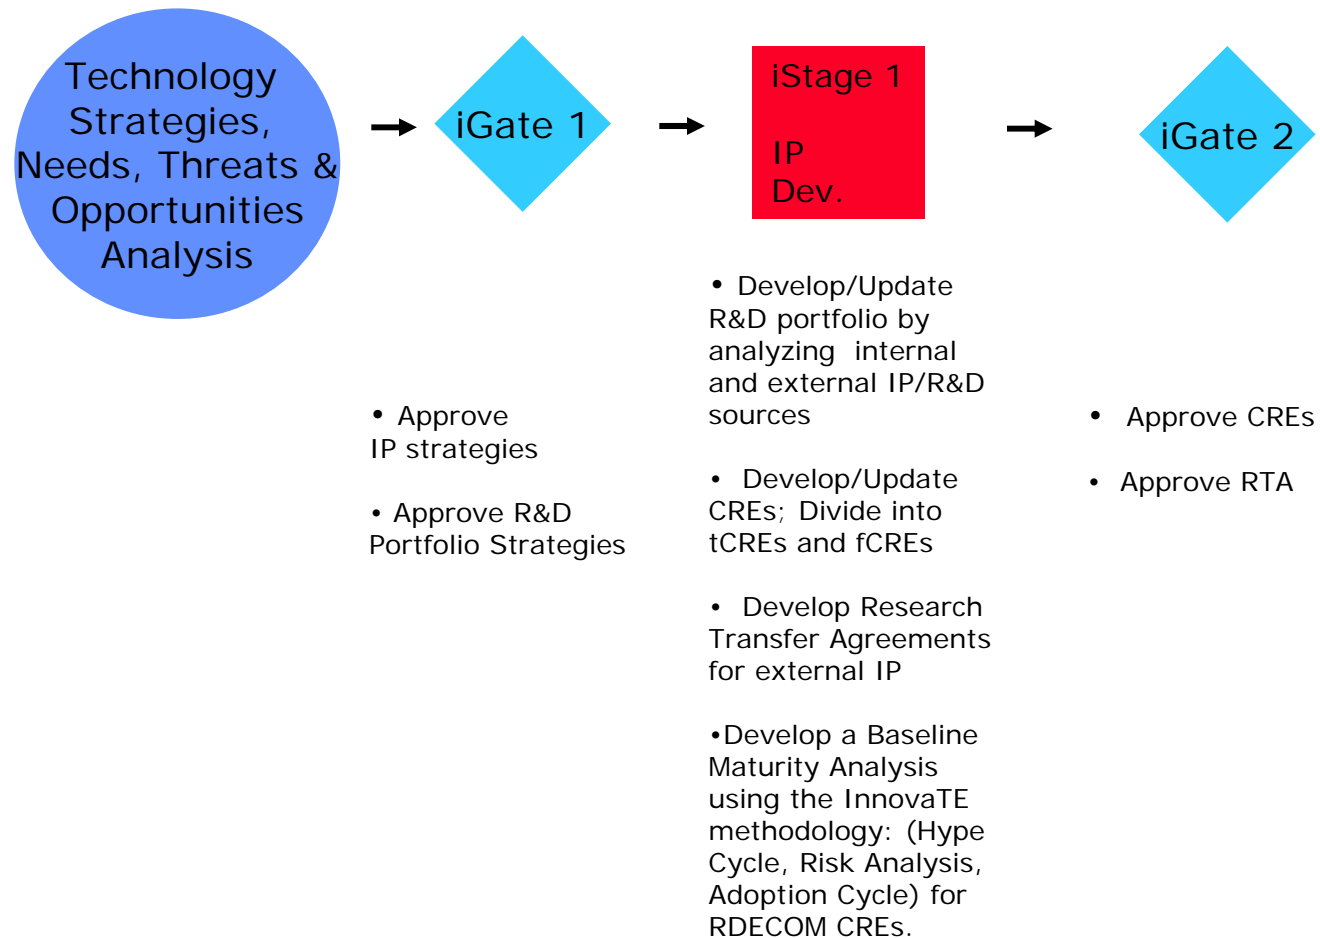 Technology
Strategies,
Needs, Threats &
Opportunities
Analysis
iGate 1
iStage 1
IP
Dev.
iGate 2
• Approve
IP strategies
• Approve R&D
Portfolio Strategies
• Develop/Update
R&D portfolio by
analyzing internal
and external IP/R&D
sources
• Develop/Update
CREs; Divide into
tCREs and fCREs
• Develop Research
Transfer Agreements
for external IP
•Develop a Baseline
Maturity Analysis
using the InnovaTE
methodology: (Hype
Cycle, Risk Analysis,
Adoption Cycle) for
RDECOM CREs.
• Approve CREs
• Approve RTA